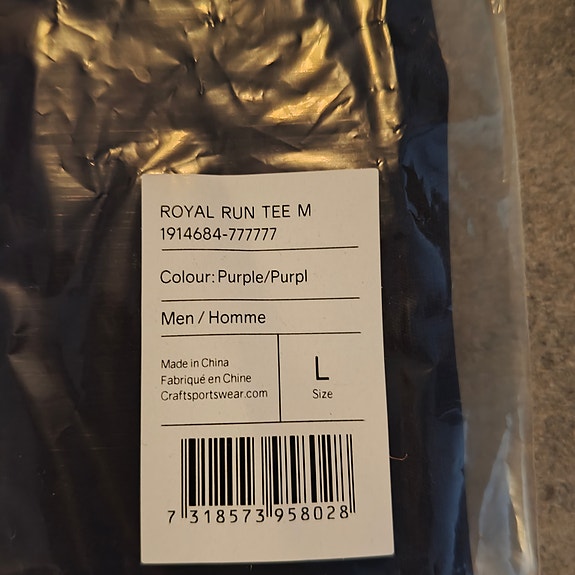 ROYAL RUN TEE M
1914684-777777
Colour: Purple/Purpl
Men / Homme
Made in China
Fabriqué en Chine
Craftsportswear.com
L
Size
7 318573 958028